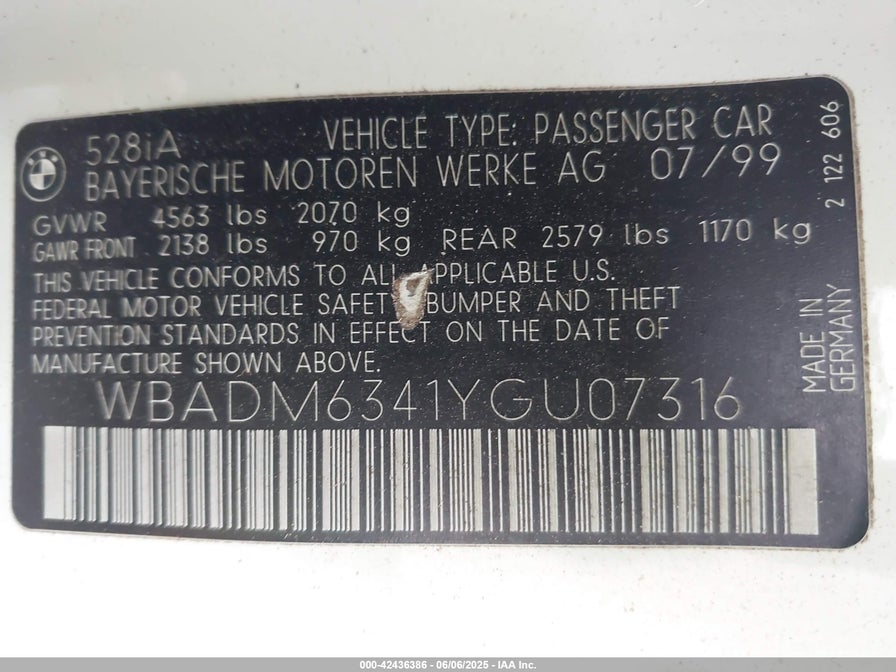 528iA VEHICLE TYPE: PASSENGER CAR
BAYERISCHE MOTOREN WERKE AG 07/99
GVWR 4563 lbs 2070 kg
GAWR FRONT 2138 lbs 970 kg REAR 2579 lbs 1170 kg
THIS VEHICLE CONFORMS TO ALL APPLICABLE U.S.
FEDERAL MOTOR VEHICLE SAFETY BUMPER AND THEFT
PREVENTION STANDARDS IN EFFECT ON THE DATE OF
MANUFACTURE SHOWN ABOVE.
WBADM6341YGU07316
2 122 606
MADE IN
GERMANY
000-42436386 - 06/06/2025 - IAA Inc.